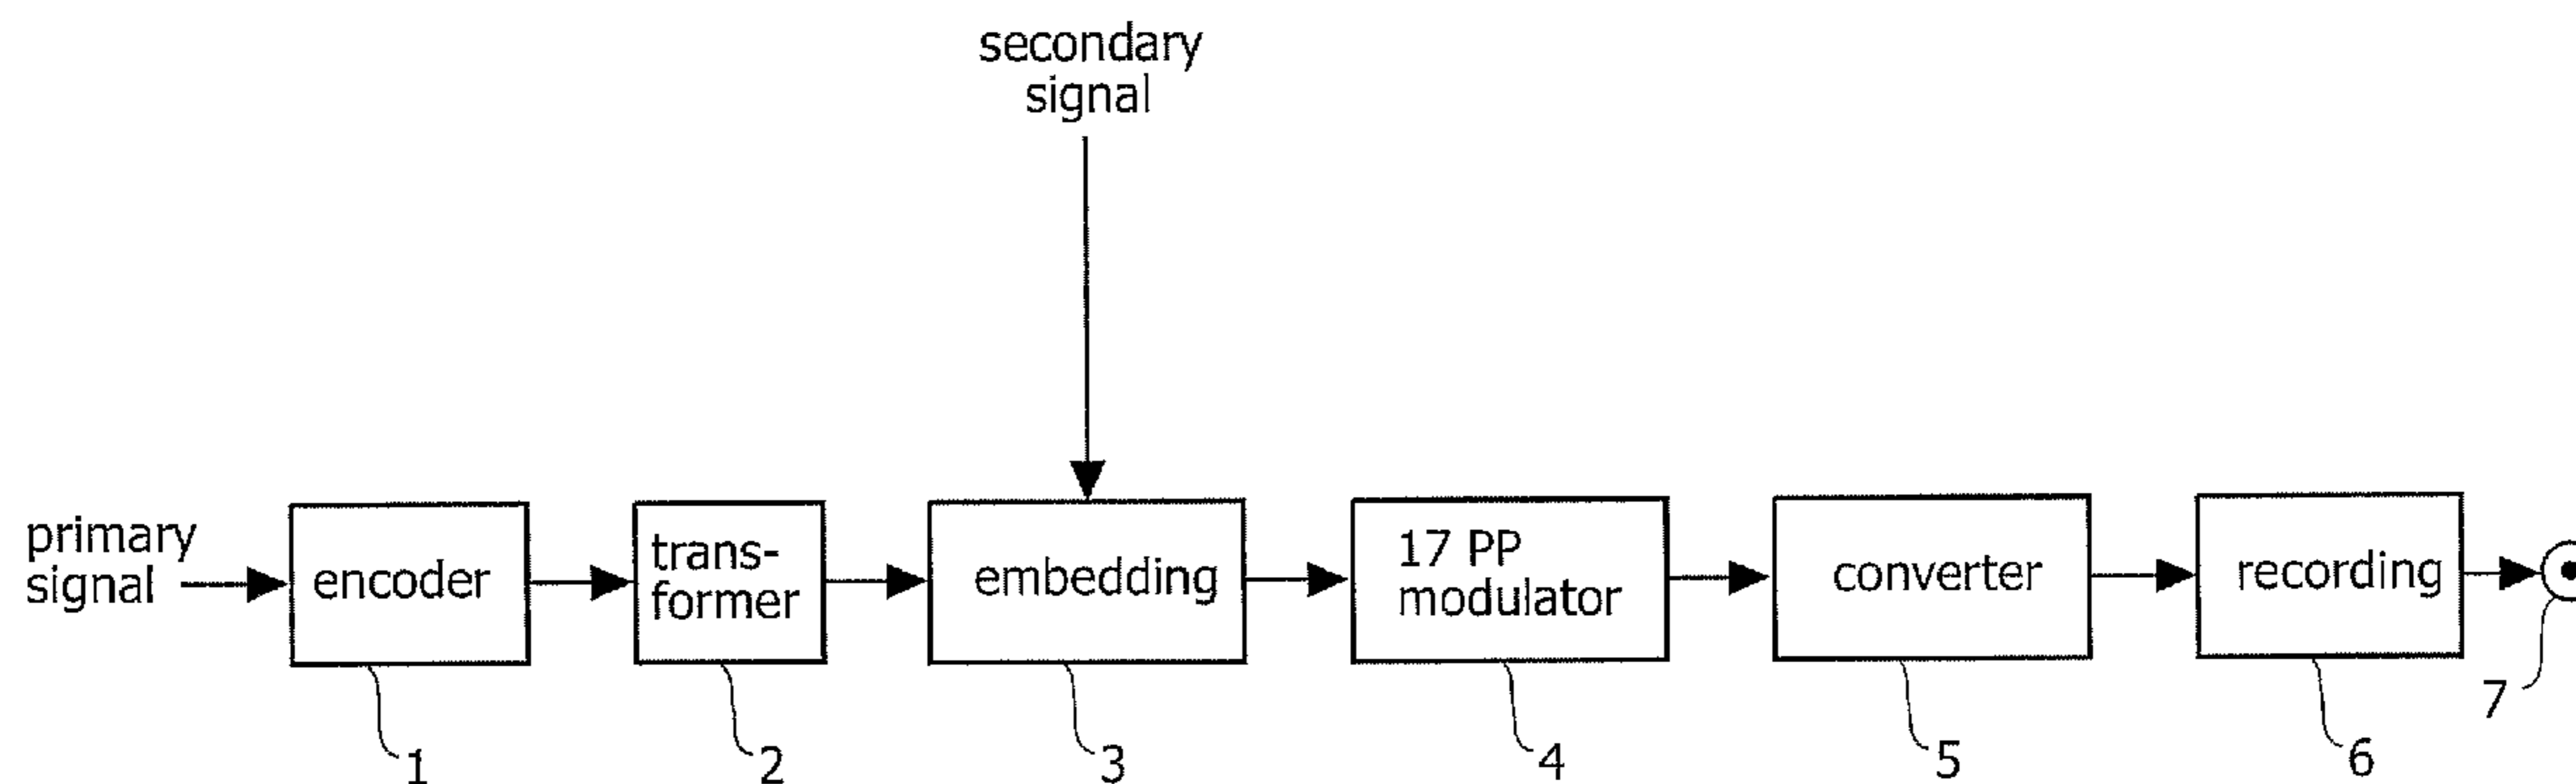 secondary
signal
primary
signal
encoder
trans-
former
embedding
17 PP
modulator
converter
recording
1
2
3
4
5
6
7